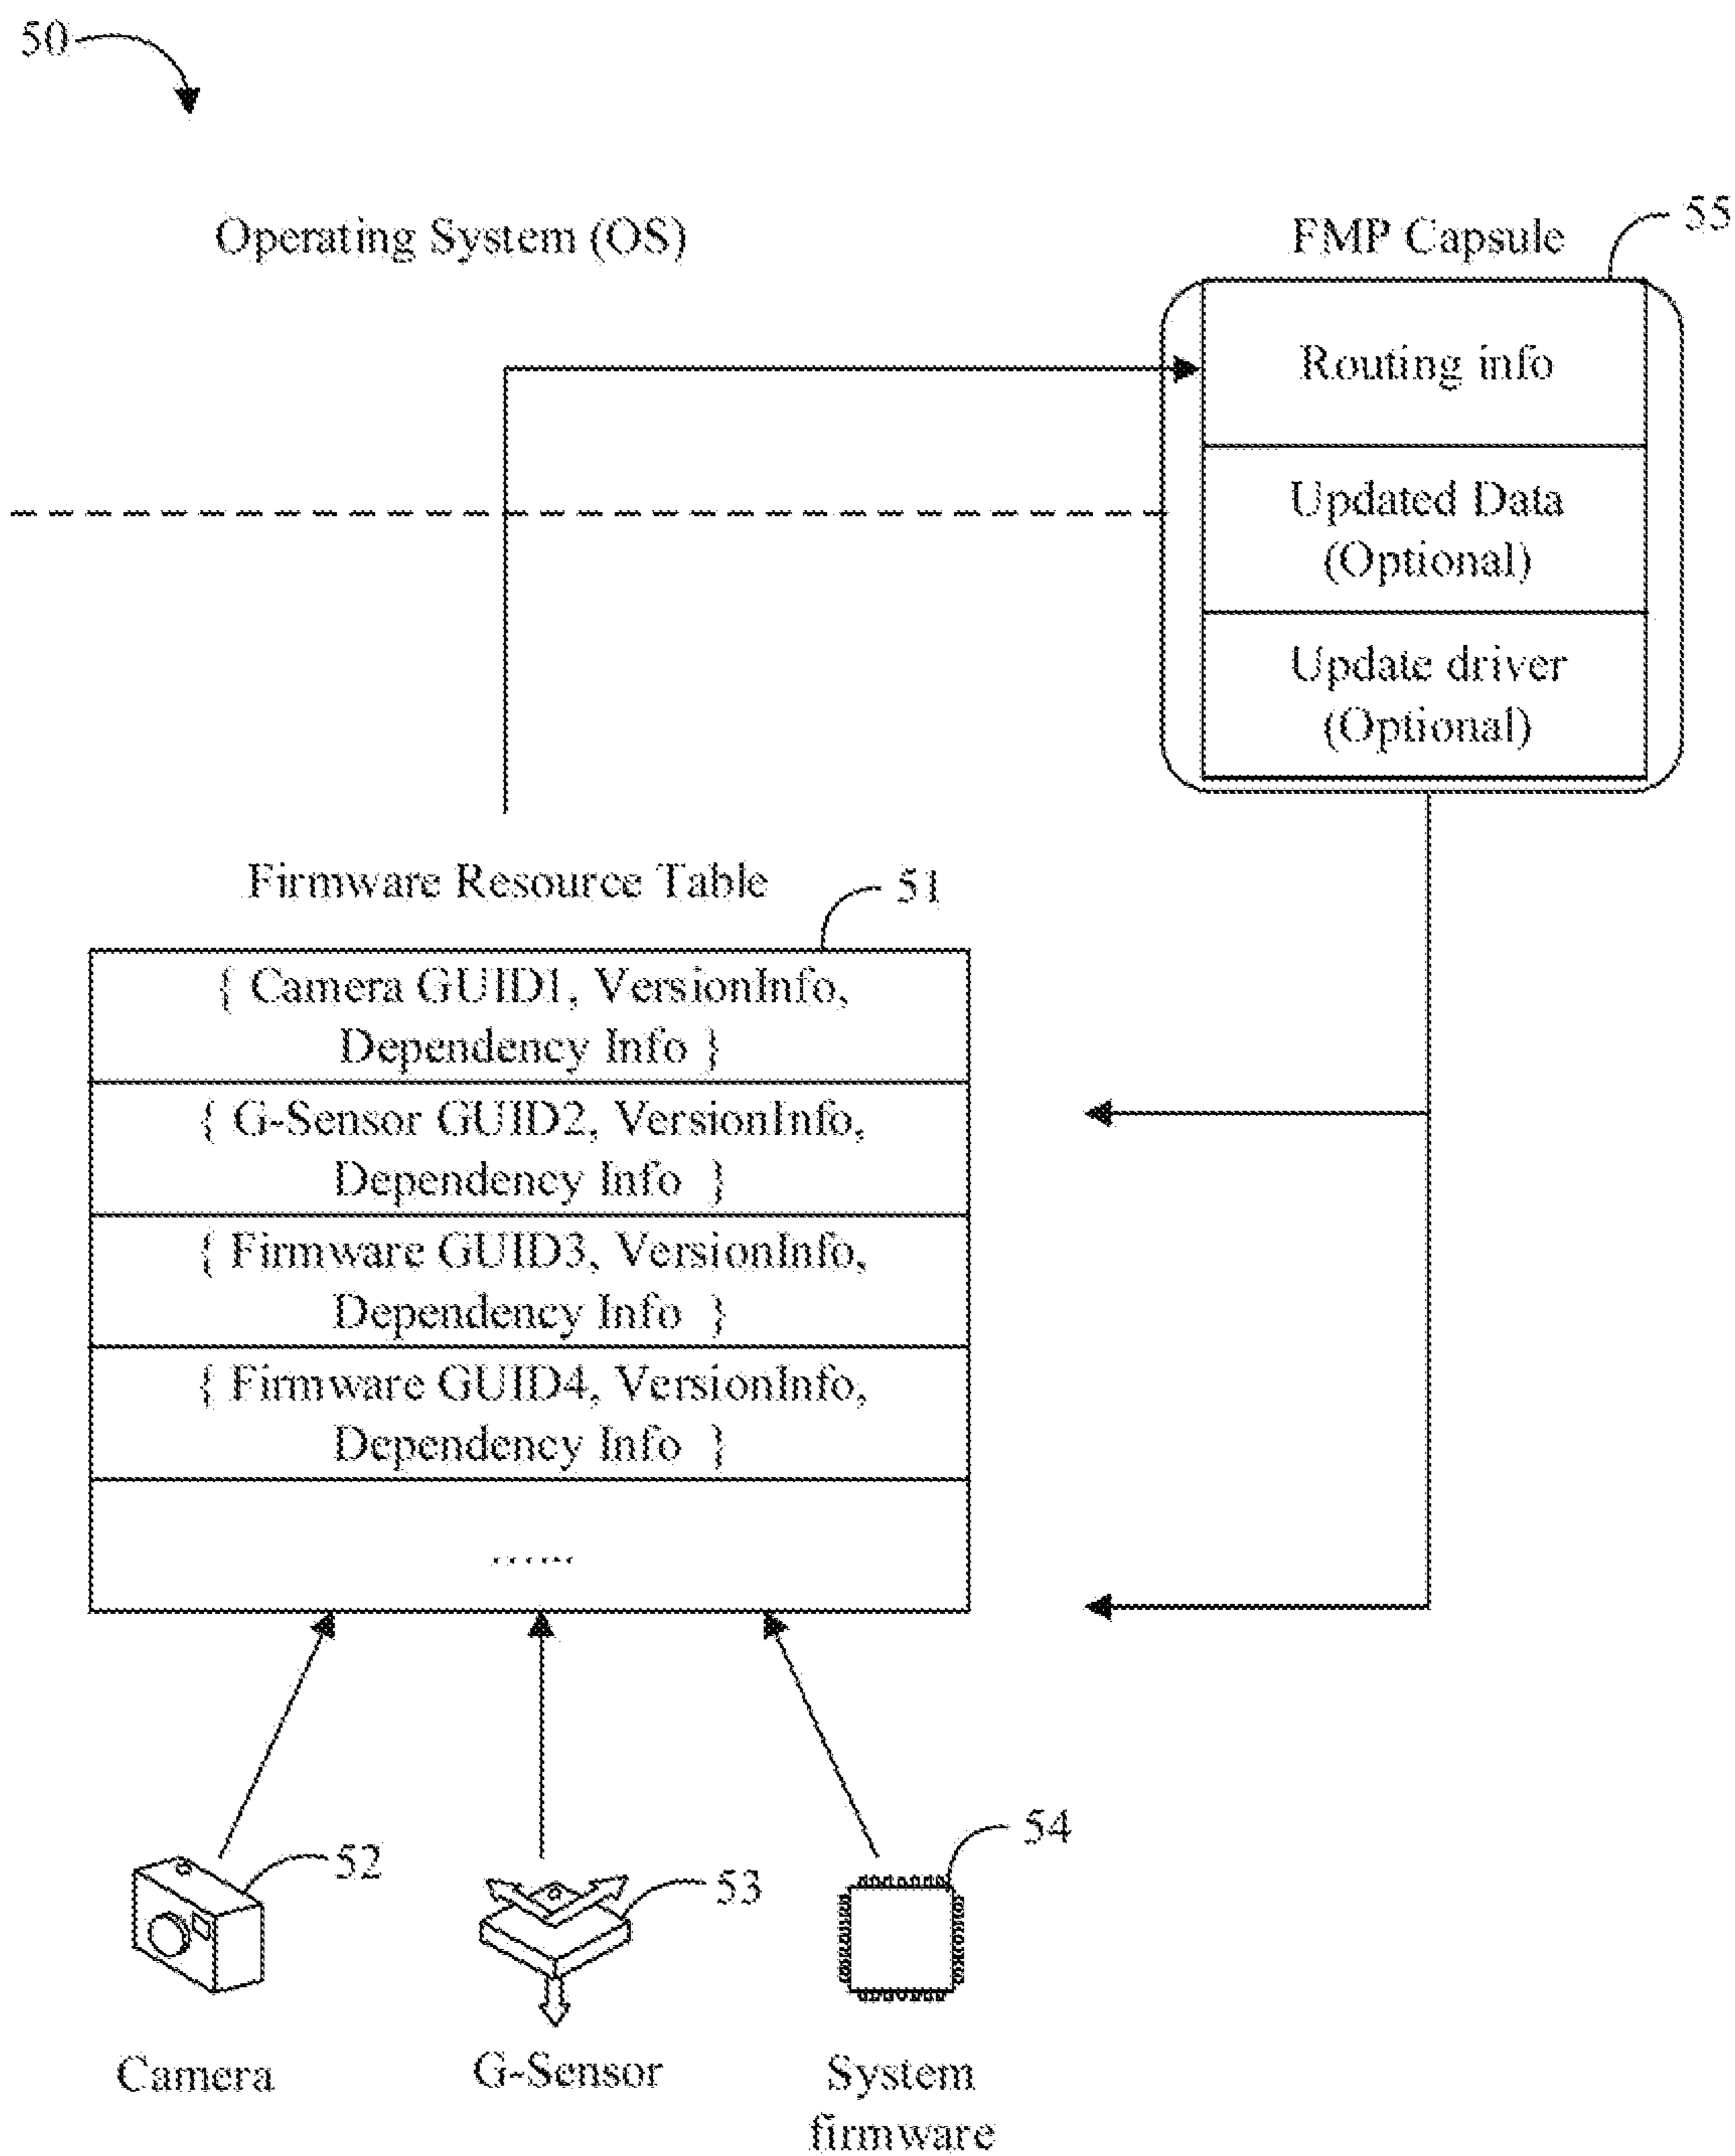 50
Operating System (OS)
FMP Capsule
55
Routing info
Updated Data
(Optional)
Update driver
(Optional)
Firmware Resource Table
51
{ Camera GUID1, VersionInfo,
Dependency Info }
{ G-Sensor GUID2, VersionInfo,
Dependency Info }
{ Firmware GUID3, VersionInfo,
Dependency Info }
{ Firmware GUID4, VersionInfo,
Dependency Info }
......
52
53
54
Camera
G-Sensor
System
firmware